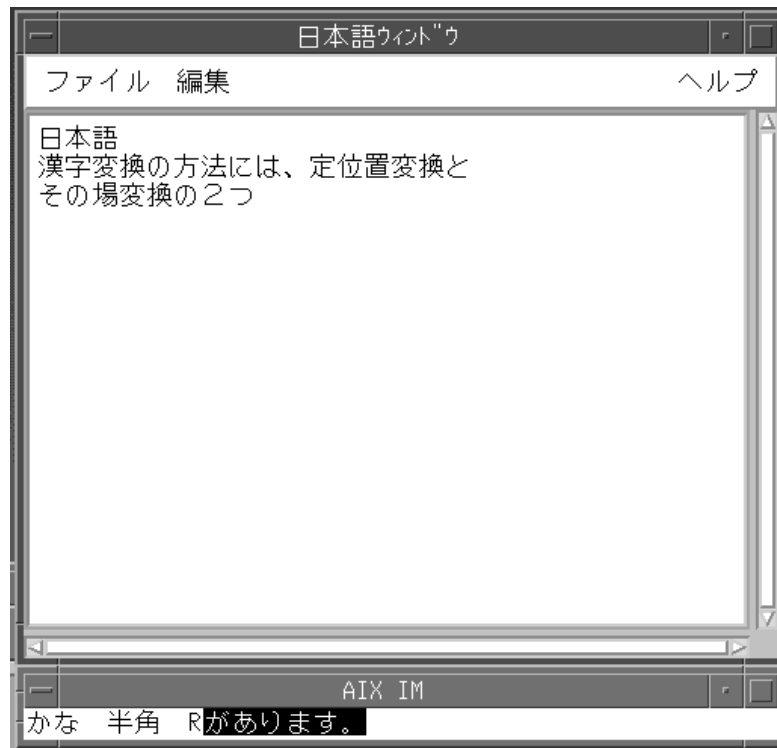 日本語ｳｨﾝﾄﾞｳ
ファイル 編集 ヘルプ
日本語
漢字変換の方法には、定位置変換と
その場変換の２つ
AIX IM
かな 半角 Rがあります。